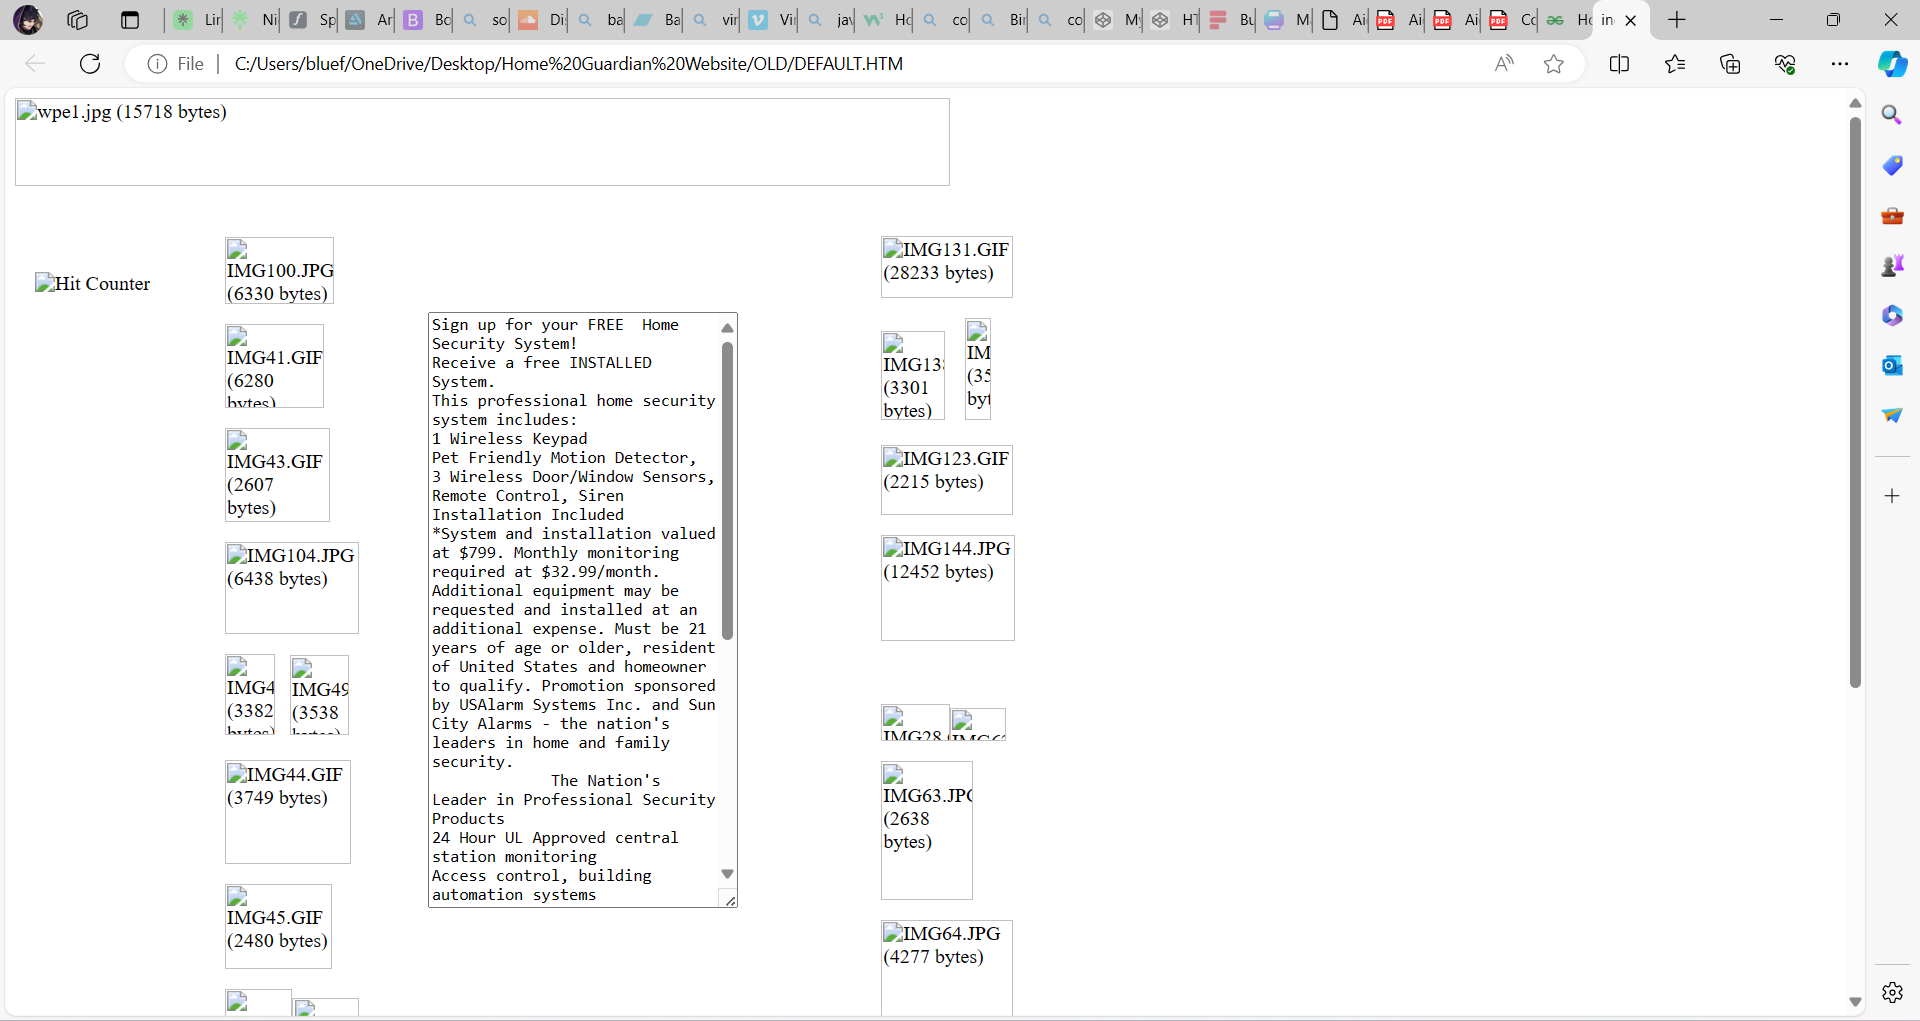 Lir
Ni
Sp
Ar
Bc
so
Di:
ba
Ba
vir
Vi
jav
Hc
co
Bir
co
My
HT
Bu
M
Ai
Ai
Cc
Hc
in
File
C:/Users/bluef/OneDrive/Desktop/Home%20Guardian%20Website/OLD/DEFAULT.HTM
wpe1.jpg (15718 bytes)
Hit Counter
IMG100.JPG
(6330 bytes)
IMG41.GIF
(6280
bytes)
IMG43.GIF
(2607
bytes)
IMG104.JPG
(6438 bytes)
IMG4
(3382
bytes)
IMG49
(3538
bytes)
IMG44.GIF
(3749 bytes)
IMG45.GIF
(2480 bytes)
Sign up for your FREE  Home
Security System!
Receive a free INSTALLED
System.
This professional home security
system includes:
1 Wireless Keypad
Pet Friendly Motion Detector,
3 Wireless Door/Window Sensors,
Remote Control, Siren
Installation Included
*System and installation valued
at $799. Monthly monitoring
required at $32.99/month.
Additional equipment may be
requested and installed at an
additional expense. Must be 21
years of age or older, resident
of United States and homeowner
to qualify. Promotion sponsored
by USAlarm Systems Inc. and Sun
City Alarms - the nation's
leaders in home and family
security.
The Nation's
Leader in Professional Security
Products
24 Hour UL Approved central
station monitoring
Access control, building
automation systems
IMG131.GIF
(28233 bytes)
IMG13
(3301
bytes)
IM
(35
byt
IMG123.GIF
(2215 bytes)
IMG144.JPG
(12452 bytes)
IMG28.
IMG6
IMG63.JPG
(2638
bytes)
IMG64.JPG
(4277 bytes)